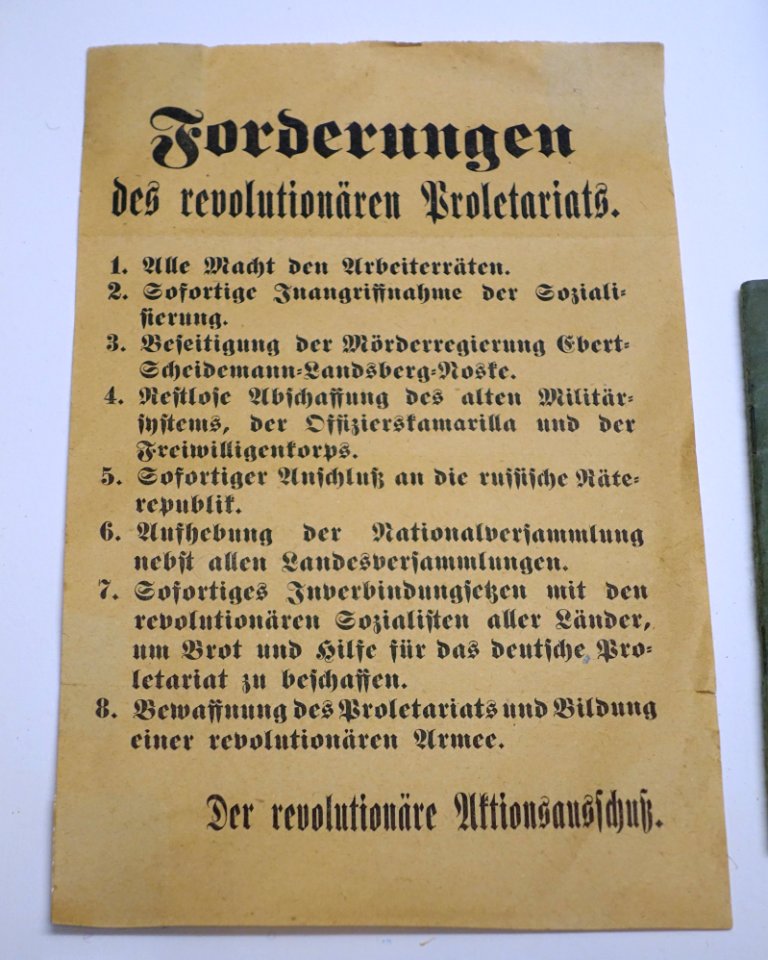 Forderungen
des revolutionären Proletariats.
1. Alle Macht den Arbeiterräten.
2. Sofortige Inangriffnahme der Soziali-
sierung.
3. Beseitigung der Mörderregierung Ebert-
Scheidemann-Landsberg-Noske.
4. Restlose Abschaffung des alten Militär-
systems, der Offizierskamarilla und der
Freiwilligenkorps.
5. Sofortiger Anschluß an die russische Räte-
republik.
6. Aufhebung der Nationalversammlung
nebst allen Landesversammlungen.
7. Sofortiges Inverbindungsetzen mit den
revolutionären Sozialisten aller Länder,
um Brot und Hilfe für das deutsche Pro-
letariat zu beschaffen.
8. Bewaffnung des Proletariats und Bildung
einer revolutionären Armee.
Der revolutionäre Aktionsausschuß.